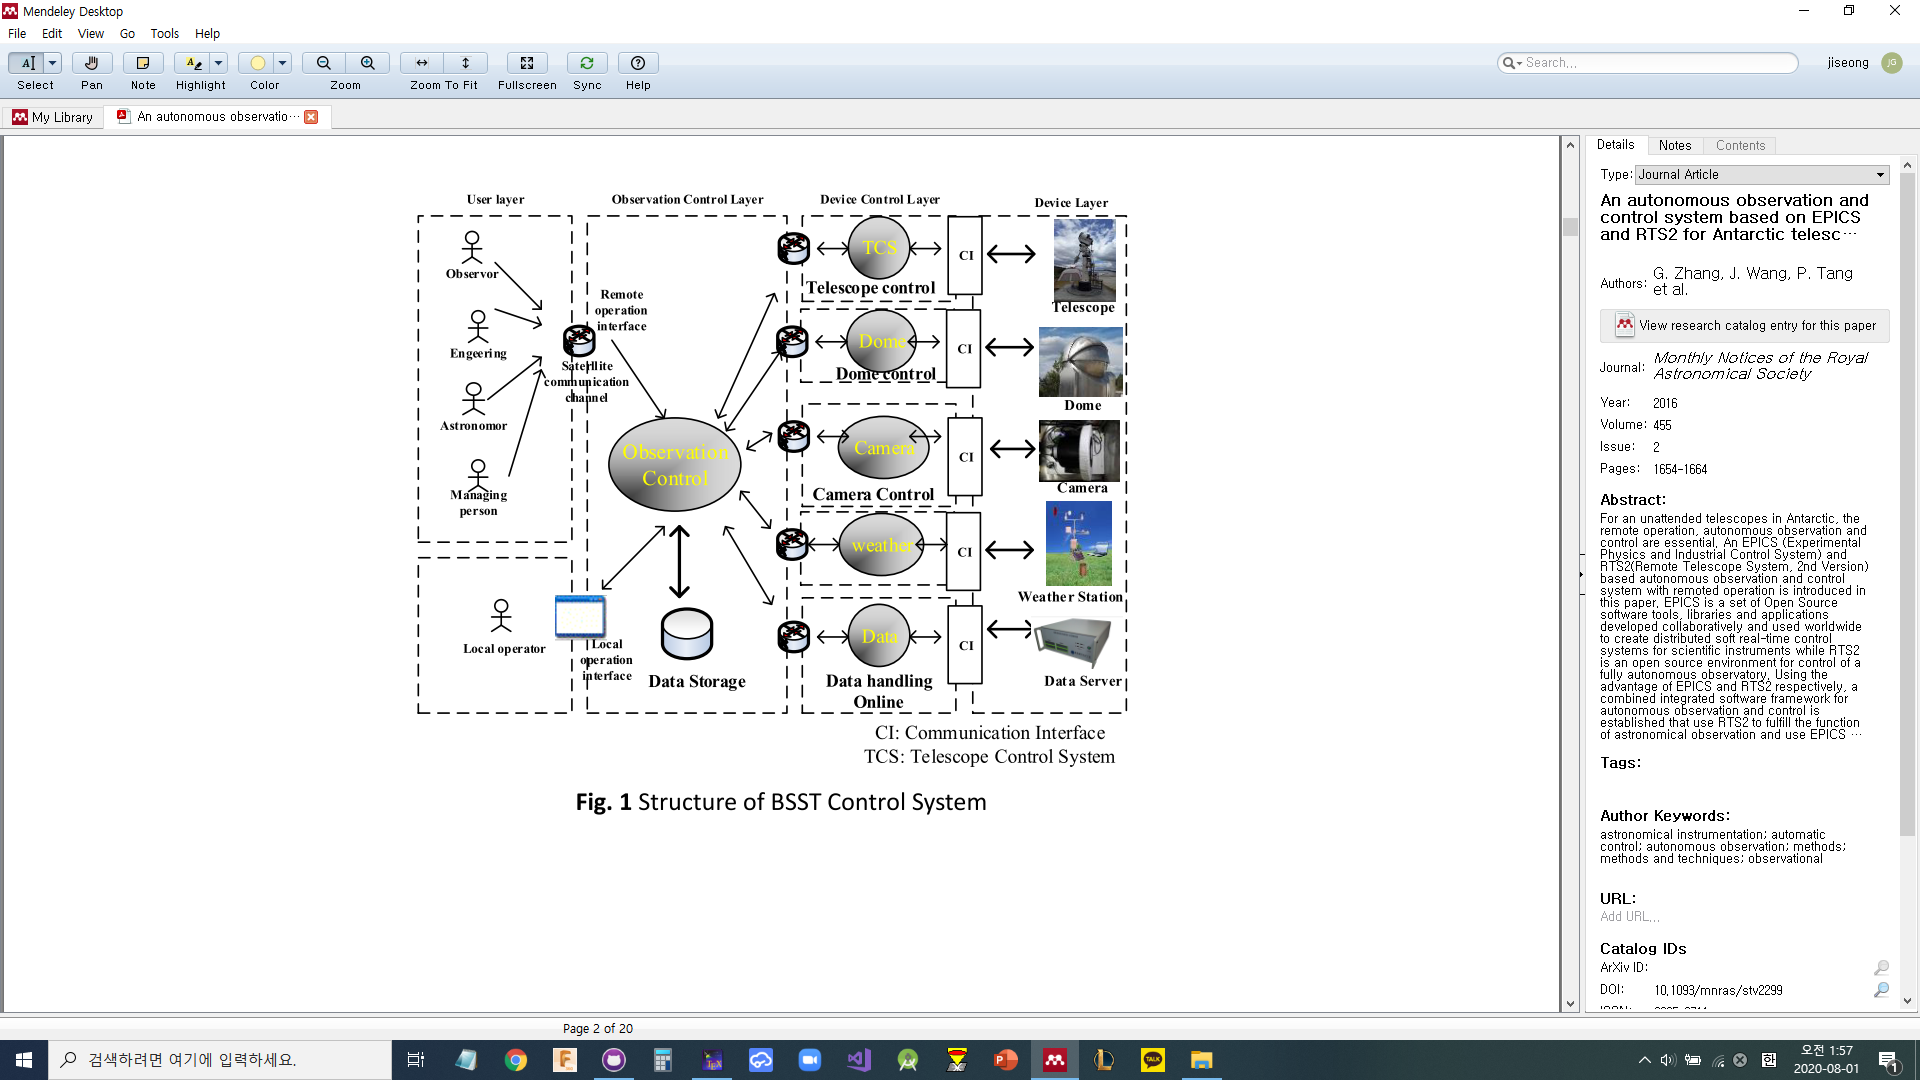 Mendeley Desktop
File Edit View Go Tools Help
Search...
jiseong
JG
Select Pan Note Highlight Color Zoom Zoom To Fit Fullscreen Sync Help
My Library
An autonomous observatio...
User layer
Observation Control Layer
Device Control Layer
Device Layer
Observor
Engeering
Astronomor
Managing
person
Local operator
Remote
operation
interface
Saterllite
communication
channel
Observation
Control
Local
operation
interface
Data Storage
TCS
CI
Telescope control
Telescope
Dome
CI
Dome control
Dome
Camera
CI
Camera Control
Camera
weather
CI
Weather Station
Data
CI
Data handling
Online
Data Server
CI: Communication Interface
TCS: Telescope Control System
Fig. 1 Structure of BSST Control System
Details Notes Contents
Type: Journal Article
An autonomous observation and
control system based on EPICS
and RTS2 for Antarctic telesc...
Authors: G. Zhang, J. Wang, P. Tang
et al.
View research catalog entry for this paper
Journal: Monthly Notices of the Royal
Astronomical Society
Year: 2016
Volume: 455
Issue: 2
Pages: 1654-1664
Abstract:
For an unattended telescopes in Antarctic, the
remote operation, autonomous observation and
control are essential. An EPICS (Experimental
Physics and Industrial Control System) and
RTS2(Remote Telescope System, 2nd Version)
based autonomous observation and control
system with remoted operation is introduced in
this paper. EPICS is a set of Open Source
software tools, libraries and applications
developed collaboratively and used worldwide
to create distributed soft real-time control
systems for scientific instruments while RTS2
is an open source environment for control of a
fully autonomous observatory. Using the
advantage of EPICS and RTS2 respectively, a
combined integrated software framework for
autonomous observation and control is
established that use RTS2 to fulfill the function
of astronomical observation and use EPICS ...
Tags:
Author Keywords:
astronomical instrumentation; automatic
control; autonomous observation; methods;
methods and techniques; observational
URL:
Add URL...
Catalog IDs
ArXiv ID:
DOI: 10.1093/mnras/stv2299
Page 2 of 20
검색하려면 여기에 입력하세요.
TALK
한
오전 1:57
2020-08-01
1